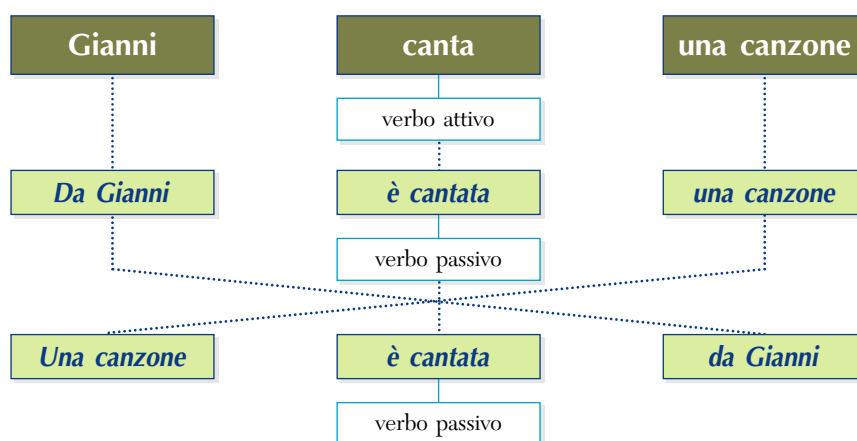 Gianni canta una canzone
verbo attivo
Da Gianni è cantata una canzone
verbo passivo
Una canzone è cantata da Gianni
verbo passivo